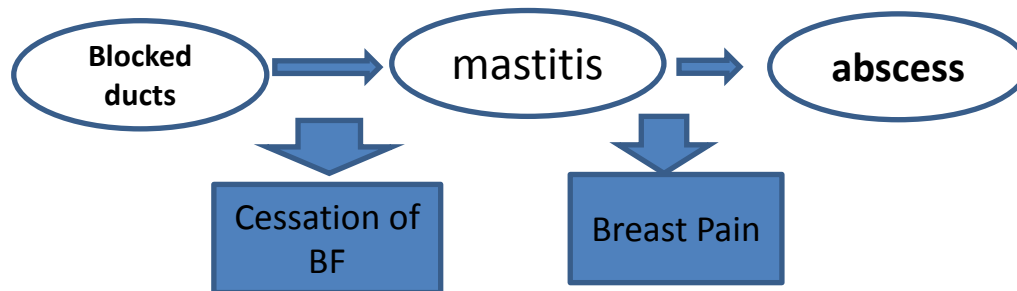 Blocked
ducts
mastitis
abscess
Cessation of
BF
Breast Pain